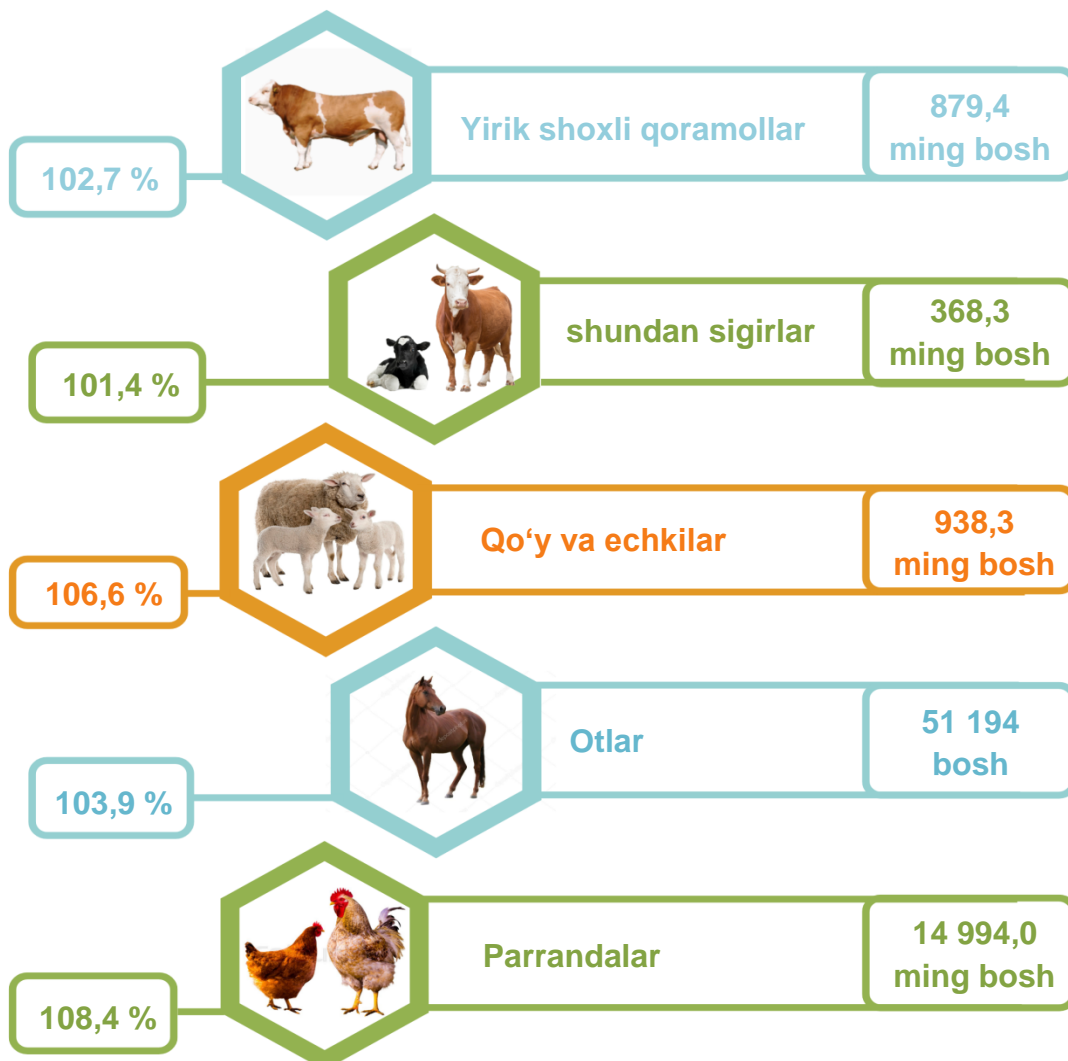 Yirik shoxli qoramollar
879,4
ming bosh
102,7 %
shundan sigirlar
368,3
ming bosh
101,4 %
Qo‘y va echkilar
938,3
ming bosh
106,6 %
Otlar
51 194
bosh
103,9 %
Parrandalar
14 994,0
ming bosh
108,4 %